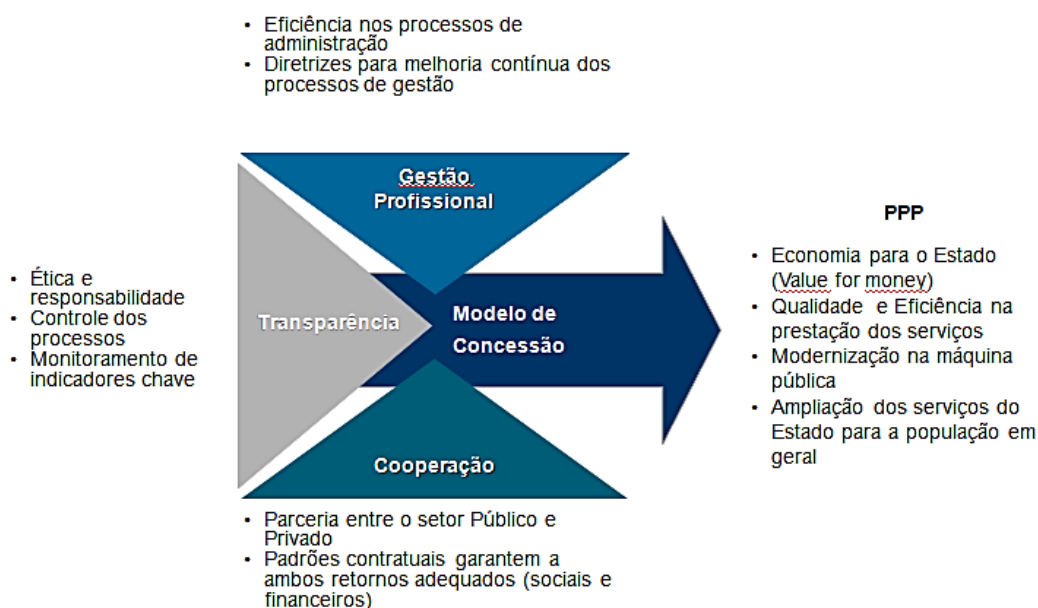 • Eficiência nos processos de
administração
• Diretrizes para melhoria contínua dos
processos de gestão
Gestão
Profissional
• Ética e
responsabilidade
• Controle dos
processos
• Monitoramento de
indicadores chave
Transparência
Modelo de
Concessão
Cooperação
• Parceria entre o setor Público e
Privado
• Padrões contratuais garantem a
ambos retornos adequados (sociais e
financeiros)
PPP
• Economia para o Estado
(Value for money)
• Qualidade e Eficiência na
prestação dos serviços
• Modernização na máquina
pública
• Ampliação dos serviços do
Estado para a população em
geral